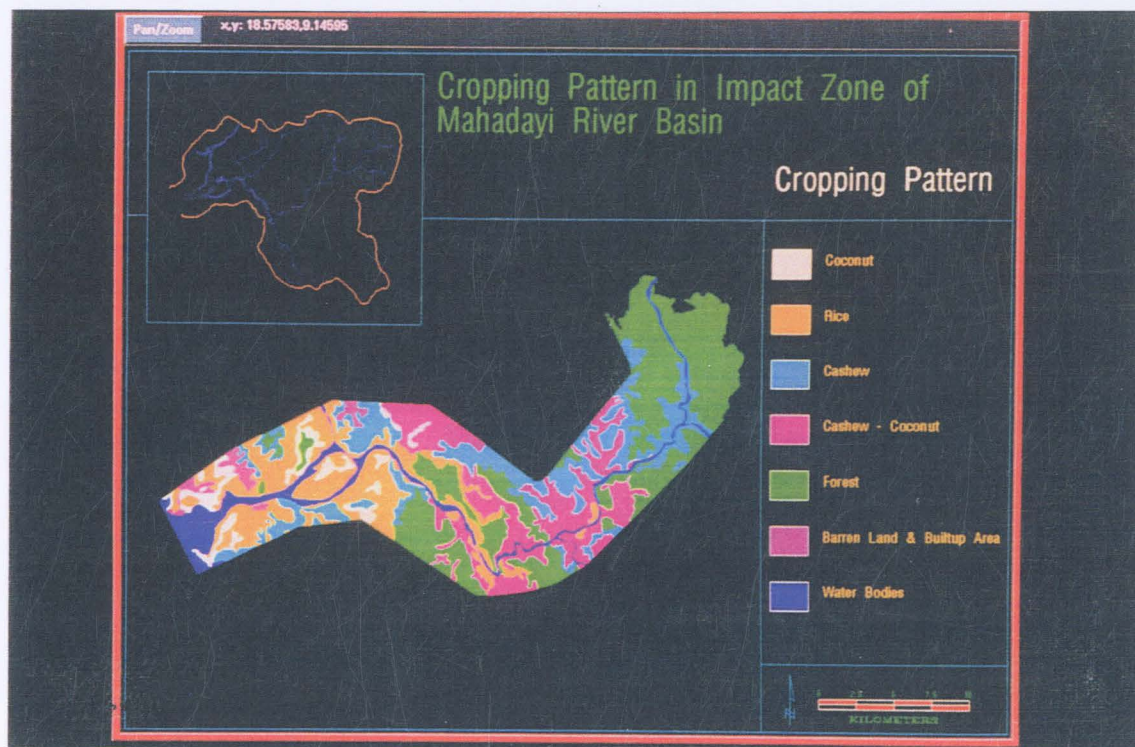 Pan/Zoom
x,y: 18.57583,9.14595
Cropping Pattern in Impact Zone of
Mahadayi River Basin
Cropping Pattern
Coconut
Rice
Cashew
Cashew - Coconut
Forest
Barren Land & Builtup Area
Water Bodies
KILOMETERS